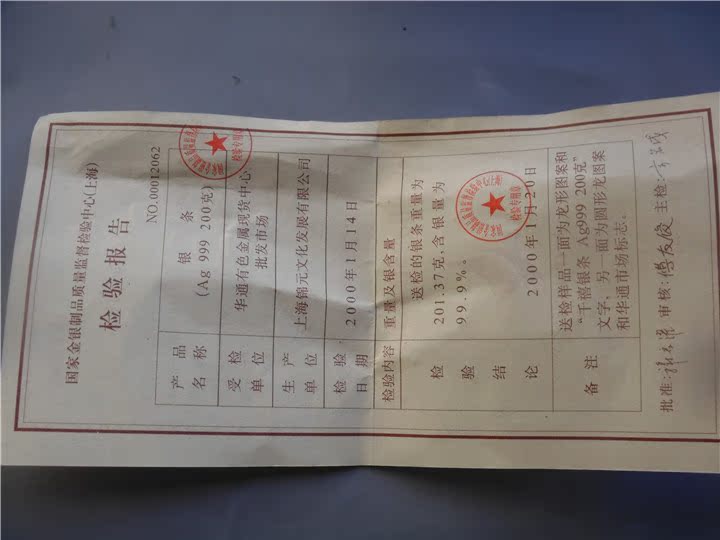 国家金银制品质量监督检验中心(上海)
检验报告
NO.00012062
产品名称
银条
(Ag 999 200克)
受检单位
华通有色金属现货中心
批发市场
生产单位
上海锦元文化发展有限公司
检验日期
2000年1月14日
检验内容
重量及银含量
检验结论
送检的银条重量为
201.37克,含银量为
99.9%。
2000年1月20日
备注
送检样品一面为龙形图案和
“千禧银条 Ag999 200克”
文字,另一面为圆形龙图案
和华通市场标志。
批准: 审核: 主检: